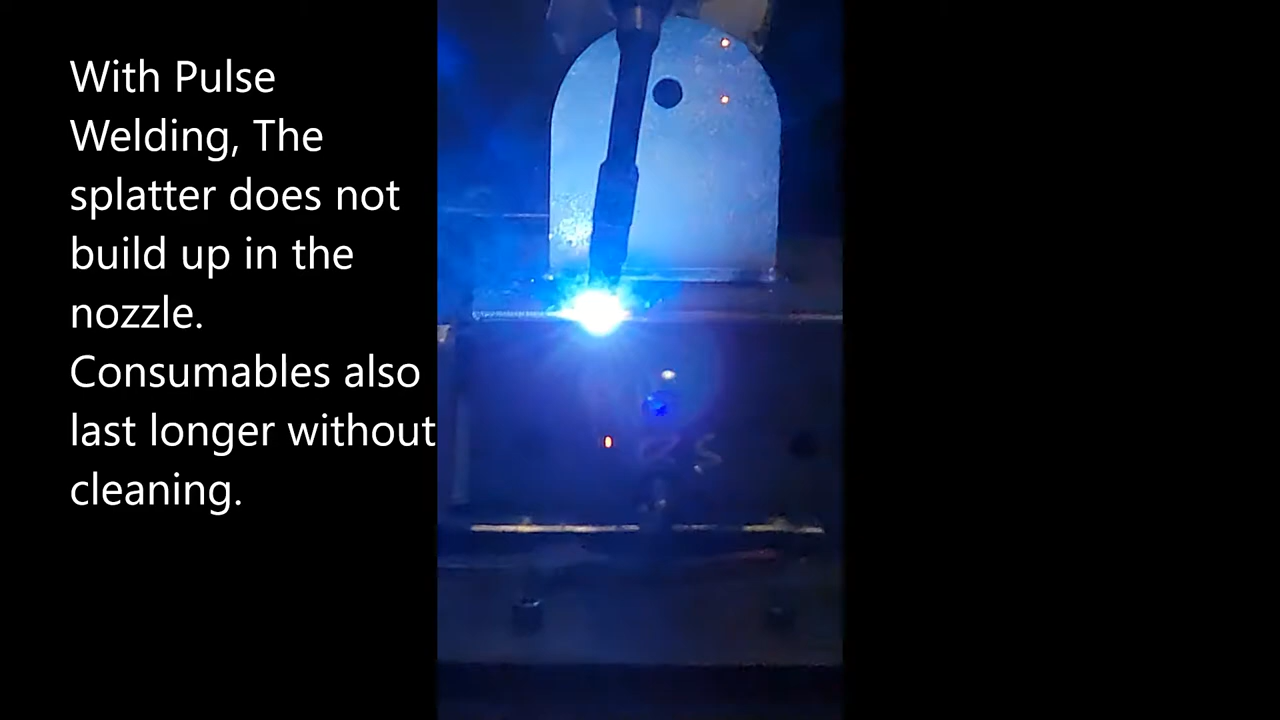 With Pulse
Welding, The
splatter does not
build up in the
nozzle.
Consumables also
last longer without
cleaning.